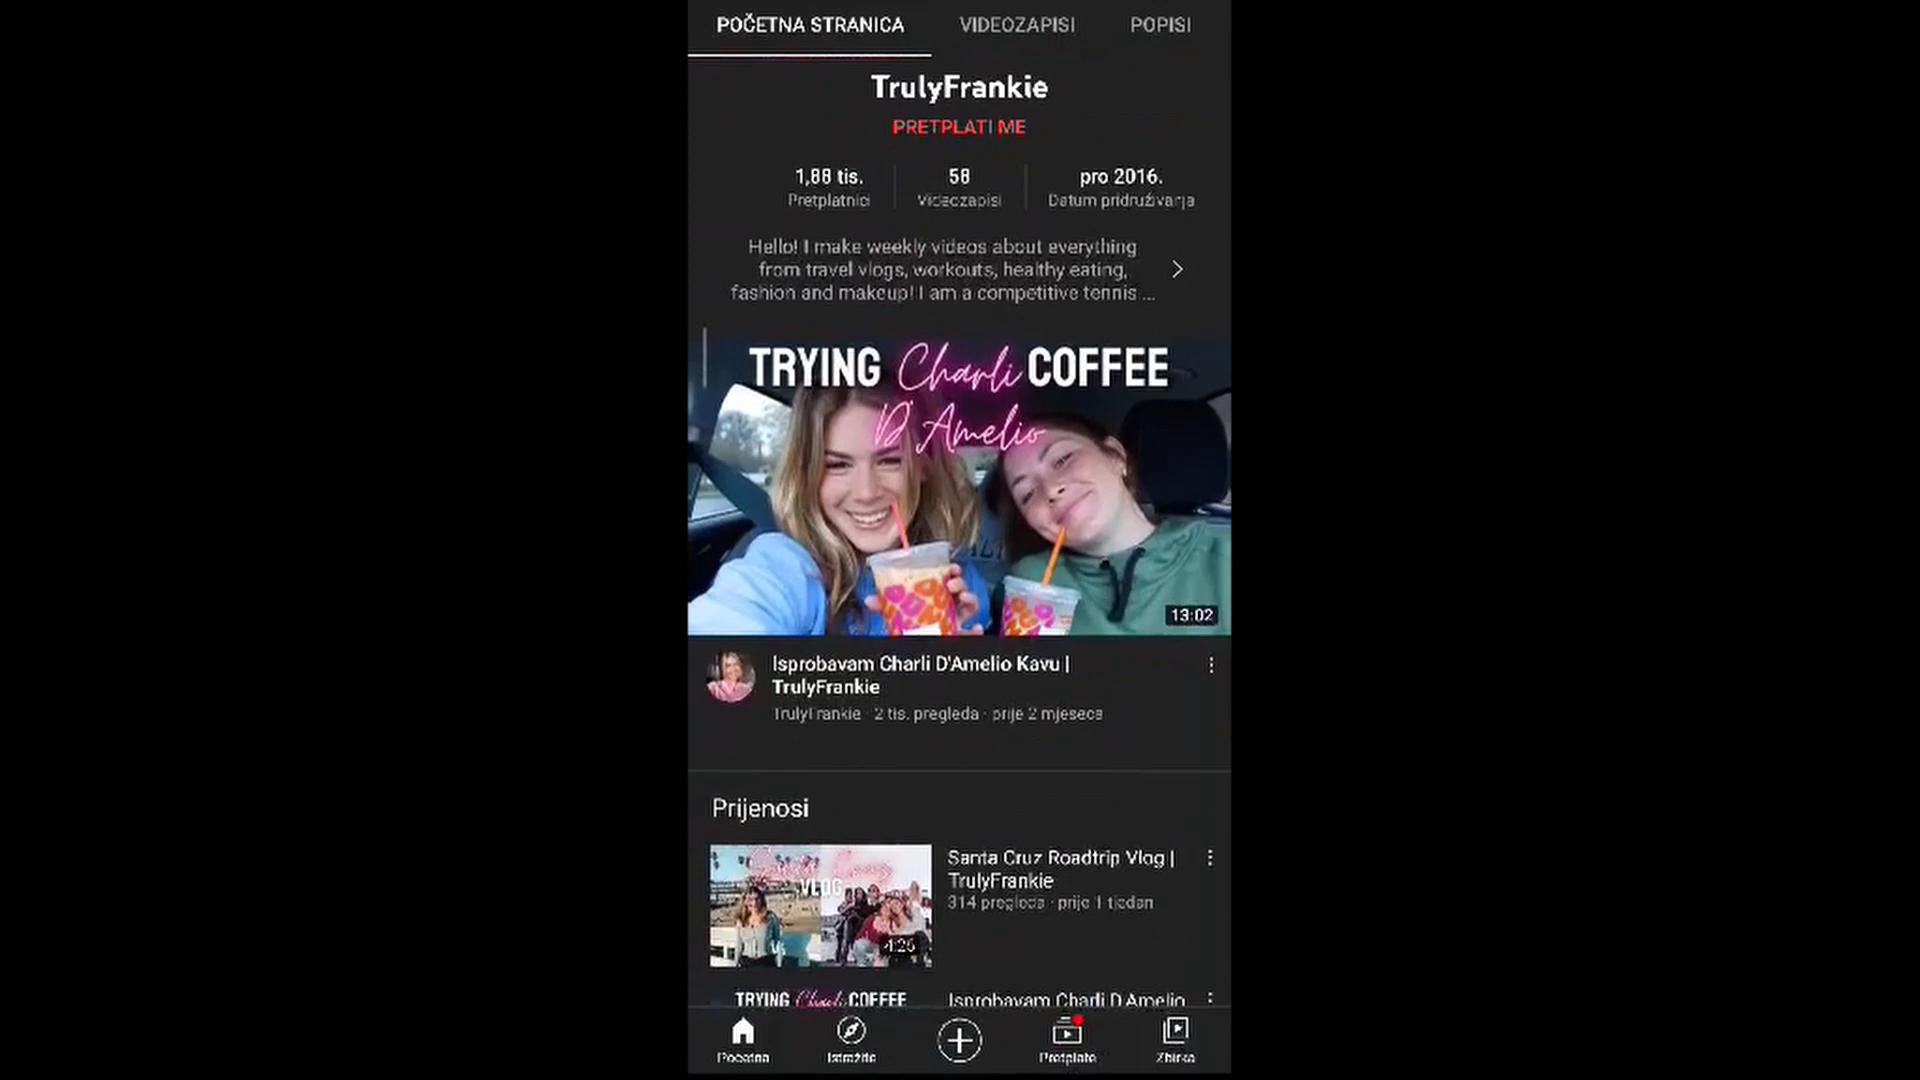 POČETNA STRANICA VIDEOZAPISI POPISI
TrulyFrankie
PRETPLATI ME
1,88 tis. 58 pro 2016.
Pretplatnici Videozapisi Datum pridruživanja
Hello! I make weekly videos about everything
from travel vlogs, workouts, healthy eating,
fashion and makeup! I am a competitive tennis ...
TRYING Charli COFFEE
D'Amelio
13:02
Isprobavam Charli D'Amelio Kavu |
TrulyFrankie
TrulyFrankie · 2 tis. pregleda · prije 2 mjeseca
Prijenosi
Santa Cruz Roadtrip Vlog |
TrulyFrankie
314 pregleda · prije 1 tjedan
VLOG
4:26
TRYING Charli COFFEE
Isprobavam Charli D'Amelio
Početna Istražite Pretplate Zbirka